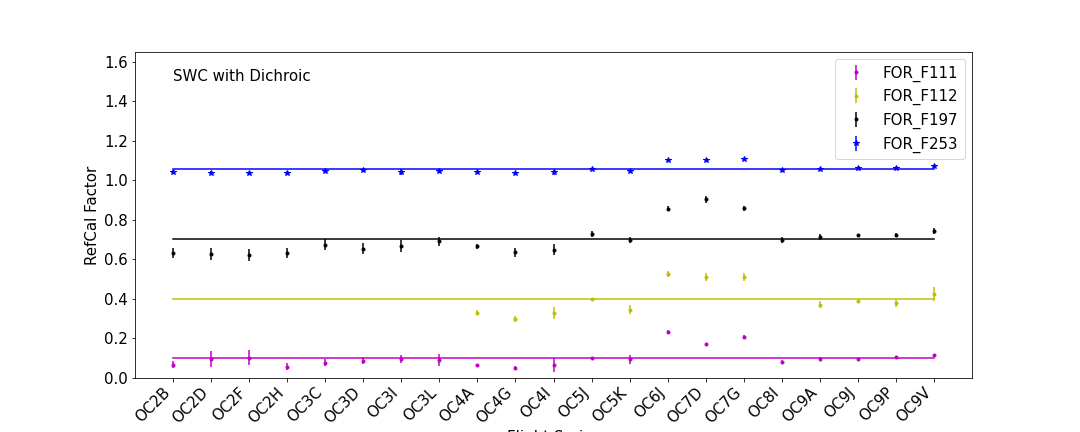 SWC with Dichroic
FOR_F111
FOR_F112
FOR_F197
FOR_F253
RefCal Factor
1.6
1.4
1.2
1.0
0.8
0.6
0.4
0.2
0.0
OC2B
OC2D
OC2F
OC2H
OC3C
OC3D
OC3I
OC3L
OC4A
OC4G
OC4I
OC5J
OC5K
OC6J
OC7D
OC7G
OC8I
OC9A
OC9J
OC9P
OC9V